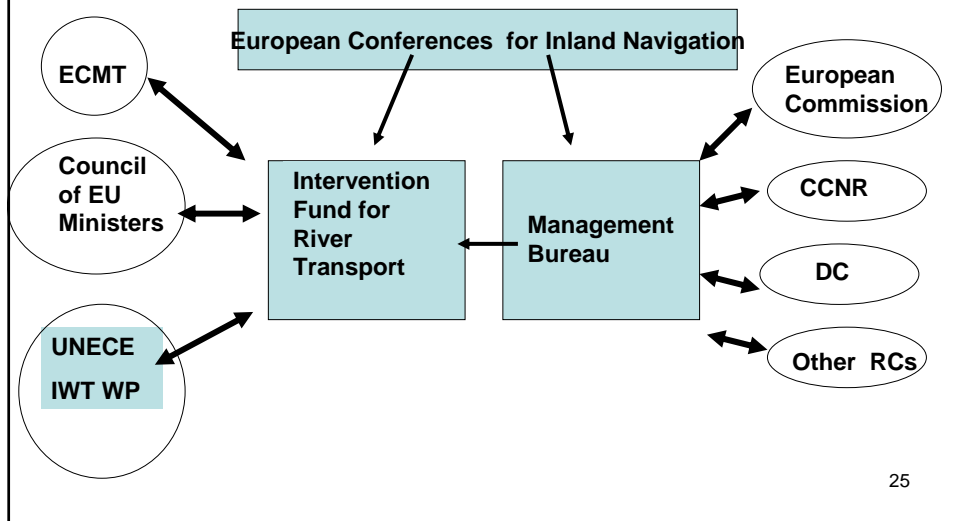 European Conferences for Inland Navigation
ECMT
Council
of EU
Ministers
UNECE
IWT WP
Intervention
Fund for
River
Transport
Management
Bureau
European
Commission
CCNR
DC
Other RCs
25